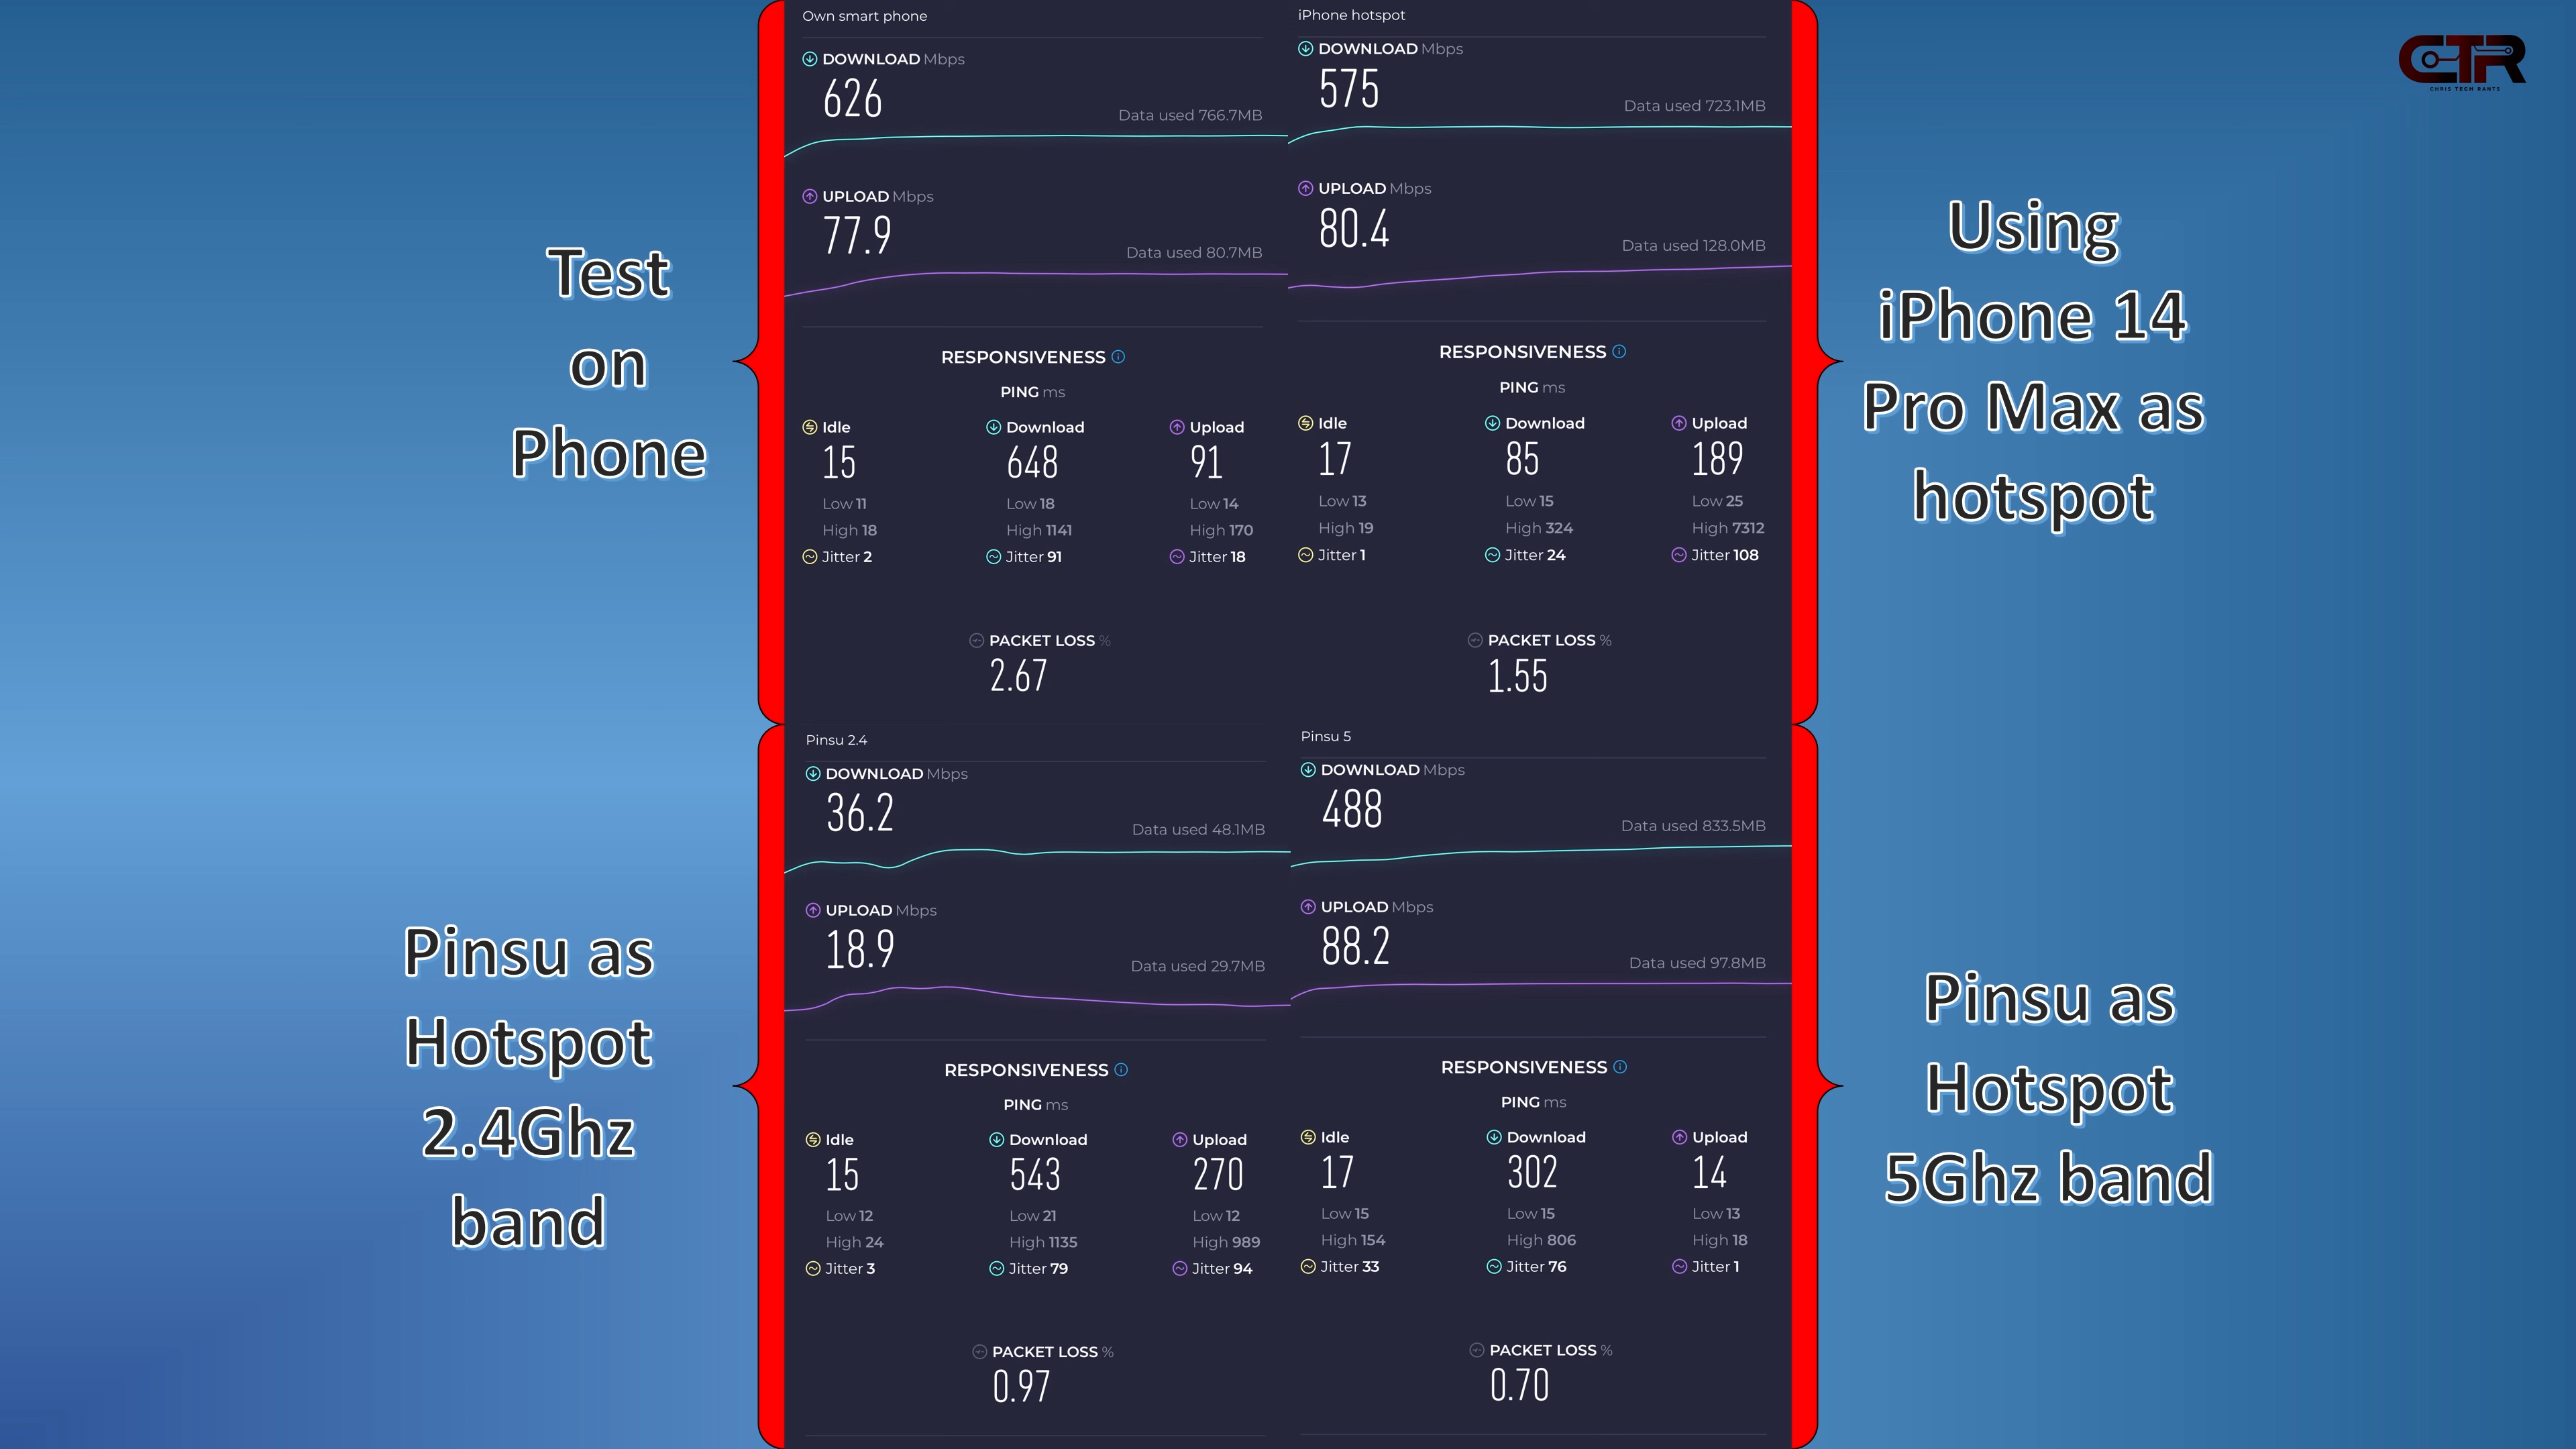 CTR
CHRIS TECH RANTS
Test
on
Phone
Own smart phone
DOWNLOAD Mbps
626
Data used 766.7MB
UPLOAD Mbps
77.9
Data used 80.7MB
RESPONSIVENESS
PING ms
Idle Download Upload
15 648 91
Low 11 Low 18 Low 14
High 18 High 1141 High 170
Jitter 2 Jitter 91 Jitter 18
PACKET LOSS %
2.67
iPhone hotspot
DOWNLOAD Mbps
575
Data used 723.1MB
UPLOAD Mbps
80.4
Data used 128.0MB
RESPONSIVENESS
PING ms
Idle Download Upload
17 85 189
Low 13 Low 15 Low 25
High 19 High 324 High 7312
Jitter 1 Jitter 24 Jitter 108
PACKET LOSS %
1.55
Using
iPhone 14
Pro Max as
hotspot
Pinsu as
Hotspot
2.4Ghz
band
Pinsu 2.4
DOWNLOAD Mbps
36.2
Data used 48.1MB
UPLOAD Mbps
18.9
Data used 29.7MB
RESPONSIVENESS
PING ms
Idle Download Upload
15 543 270
Low 12 Low 21 Low 12
High 24 High 1135 High 989
Jitter 3 Jitter 79 Jitter 94
PACKET LOSS %
0.97
Pinsu 5
DOWNLOAD Mbps
488
Data used 833.5MB
UPLOAD Mbps
88.2
Data used 97.8MB
RESPONSIVENESS
PING ms
Idle Download Upload
17 302 14
Low 15 Low 15 Low 13
High 154 High 806 High 18
Jitter 33 Jitter 76 Jitter 1
PACKET LOSS %
0.70
Pinsu as
Hotspot
5Ghz band